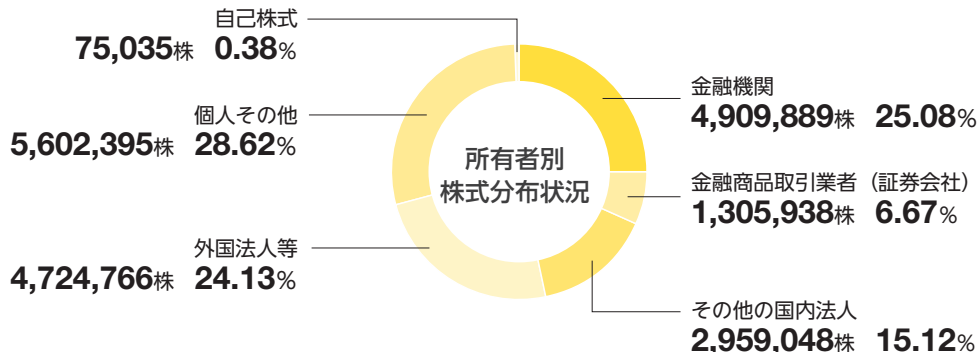 自己株式
75,035株 0.38%
個人その他
5,602,395株 28.62%
外国法人等
4,724,766株 24.13%
所有者別
株式分布状況
金融機関
4,909,889株 25.08%
金融商品取引業者（証券会社）
1,305,938株 6.67%
その他の国内法人
2,959,048株 15.12%